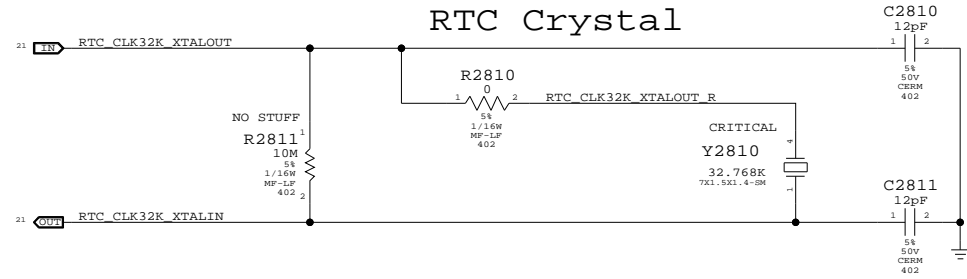 RTC Crystal
C2810
12pF
1
2
5%
50V
CERM
402
21
IN
RTC_CLK32K_XTALOUT
R2810
0
1
2
RTC_CLK32K_XTALOUT_R
5%
1/16W
MF-LF
402
NO STUFF
R2811
1
10M
5%
1/16W
MF-LF
402
2
CRITICAL
4
Y2810
32.768K
7X1.5X1.4-SM
1
C2811
12pF
1
2
5%
50V
CERM
402
21
OUT
RTC_CLK32K_XTALIN